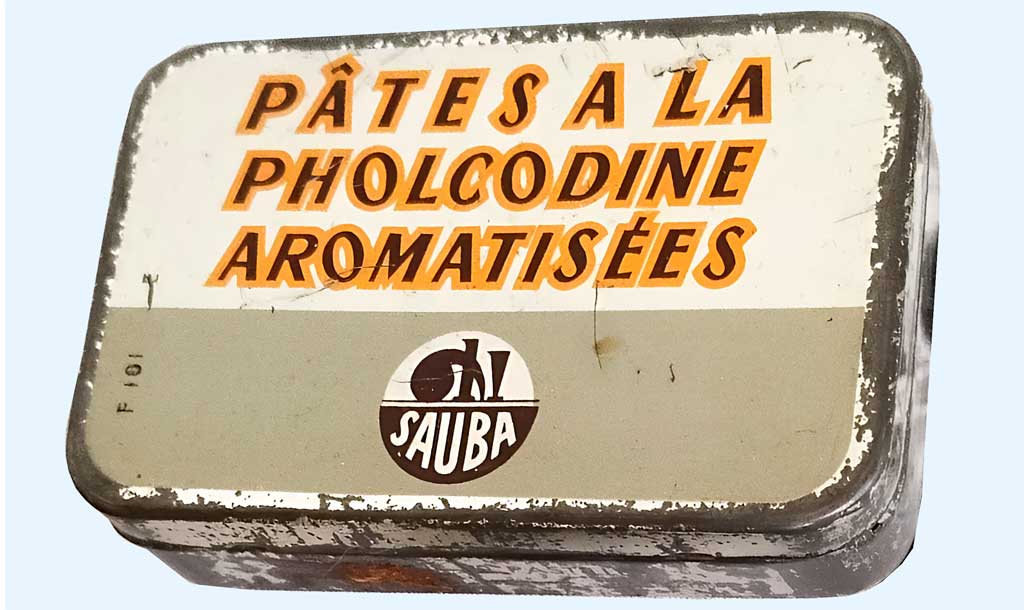 PÂTES A LA
PHOLCODINE
AROMATISÉES
F 101
SAUBA